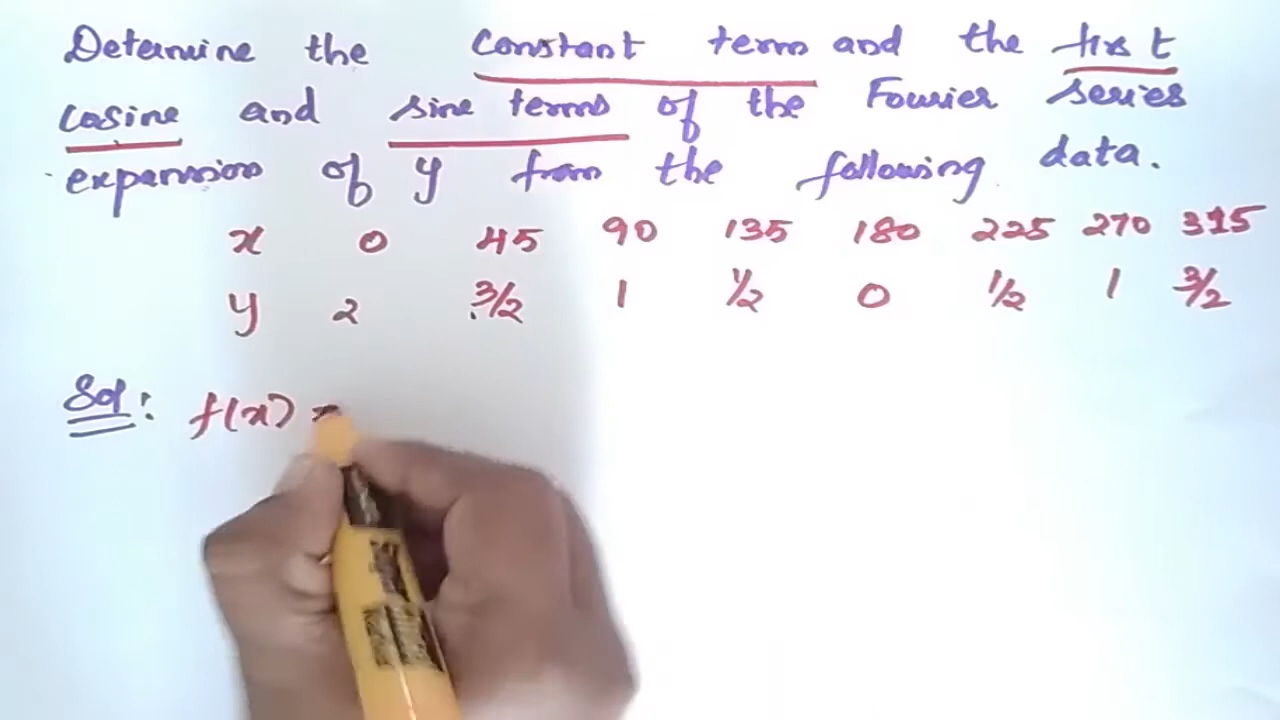 Determine the constant term and the first
cosine and sine terms of the Fourier series
expansion of y from the following data.
x 0 45 90 135 180 225 270 315
y 2 3/2 1 1/2 0 1/2 1 3/2
Sol: f(x) =